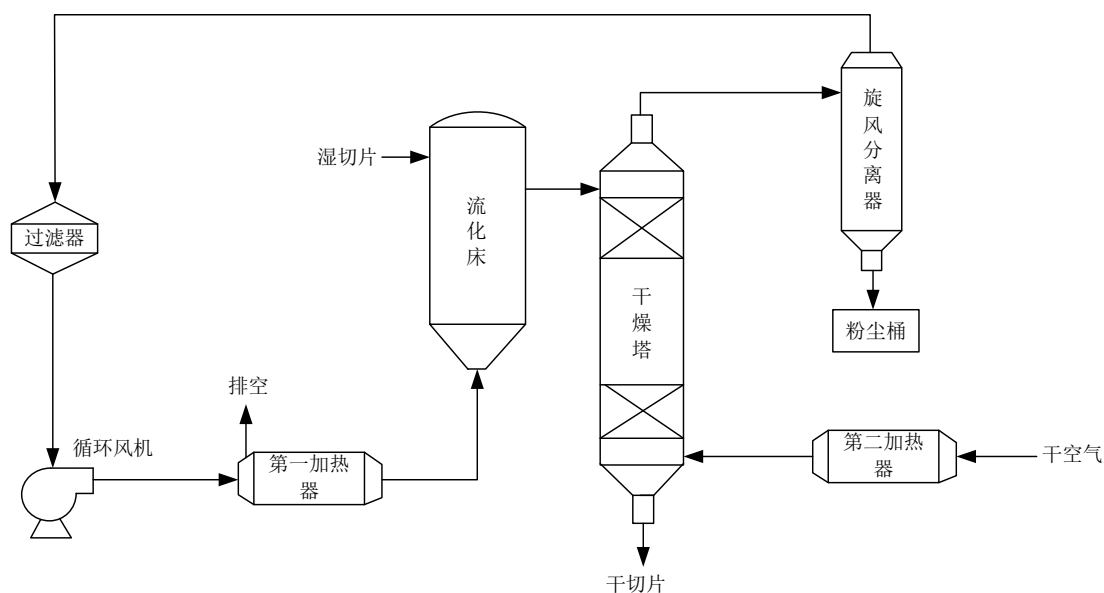 旋风分离器
湿切片
流化床
过滤器
干燥塔
粉尘桶
排空
循环风机
第一加热
器
第二加热
器
干空气
干切片